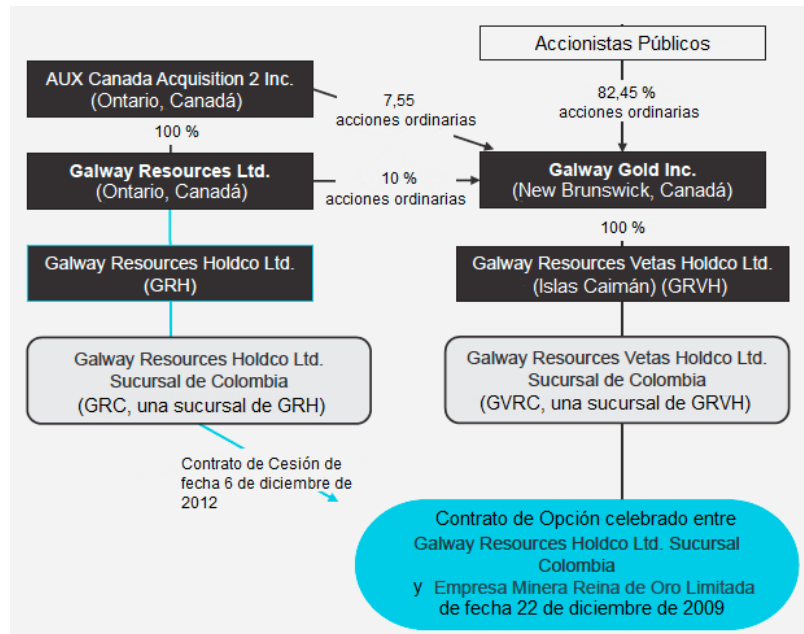 Accionistas Públicos
AUX Canada Acquisition 2 Inc.
(Ontario, Canadá)
7,55
acciones ordinarias
82,45 %
acciones ordinarias
100 %
Galway Resources Ltd.
(Ontario, Canadá)
10 %
acciones ordinarias
Galway Gold Inc.
(New Brunswick, Canadá)
100 %
Galway Resources Holdco Ltd.
(GRH)
Galway Resources Vetas Holdco Ltd.
(Islas Caimán) (GRVH)
Galway Resources Holdco Ltd.
Sucursal de Colombia
(GRC, una sucursal de GRH)
Galway Resources Vetas Holdco Ltd.
Sucursal de Colombia
(GVRC, una sucursal de GRVH)
Contrato de Cesión de
fecha 6 de diciembre de
2012
Contrato de Opción celebrado entre
Galway Resources Holdco Ltd. Sucursal
Colombia
y Empresa Minera Reina de Oro Limitada
de fecha 22 de diciembre de 2009